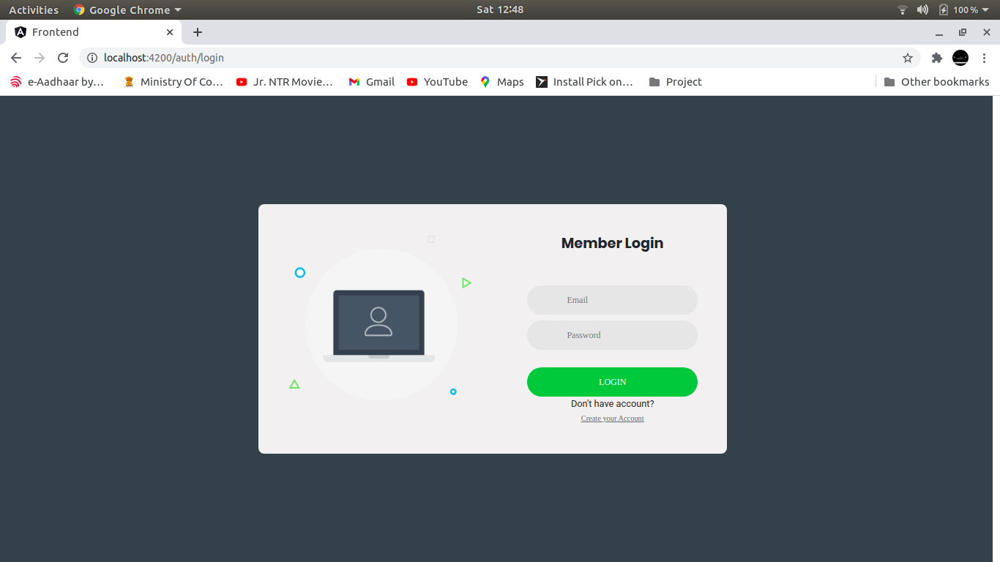 Activities Google Chrome Sat 12:48 100 %
Frontend
localhost:4200/auth/login
e-Aadhaar by... Ministry Of Co... Jr. NTR Movie... Gmail YouTube Maps Install Pick on... Project Other bookmarks
Member Login
Email
Password
LOGIN
Don't have account?
Create your Account